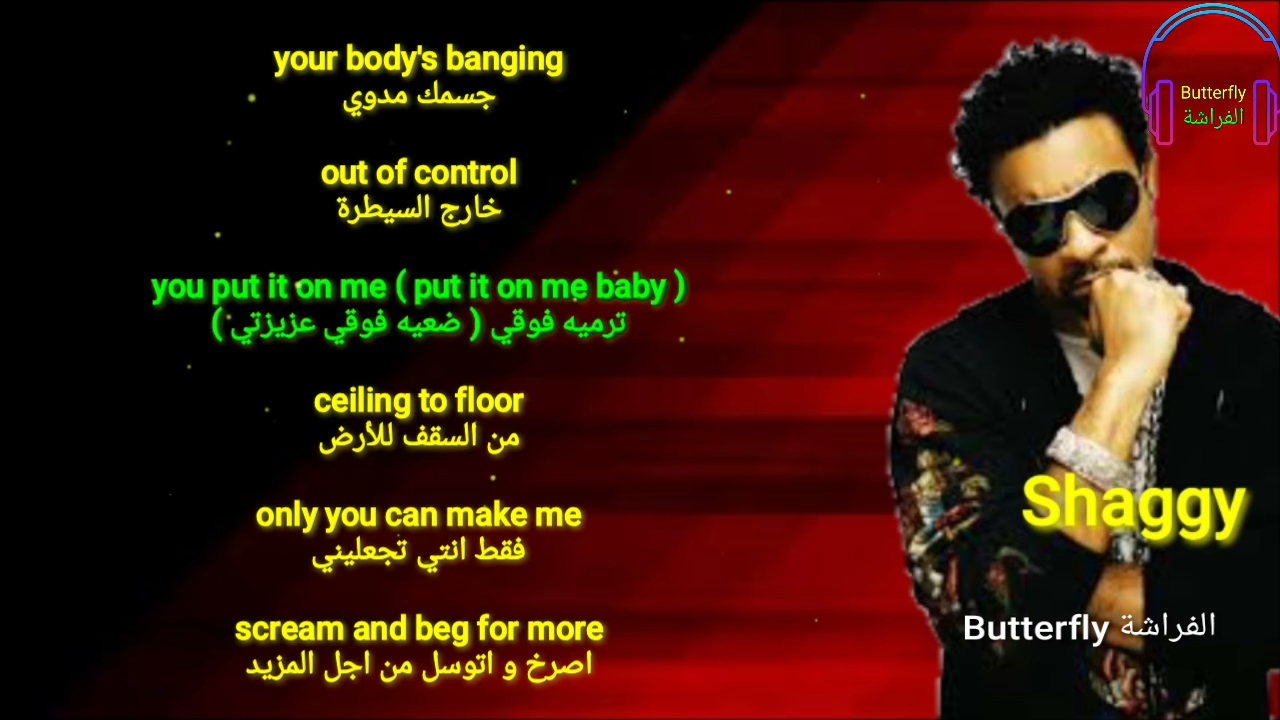 your body's banging
جسمك مدوي
out of control
خارج السيطرة
you put it on me ( put it on me baby )
ترميه فوقي ( ضعيه فوقي عزيزتي )
ceiling to floor
من السقف للأرض
only you can make me
فقط انتي تجعليني
scream and beg for more
اصرخ و اتوسل من اجل المزيد
Butterfly
الفراشة
Shaggy
Butterfly الفراشة